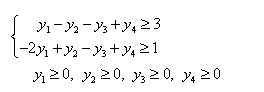 y₁ − y₂ − y₃ + y₄ ≥ 3
−2y₁ + y₂ − y₃ + y₄ ≥ 1
y₁ ≥ 0, y₂ ≥ 0, y₃ ≥ 0, y₄ ≥ 0